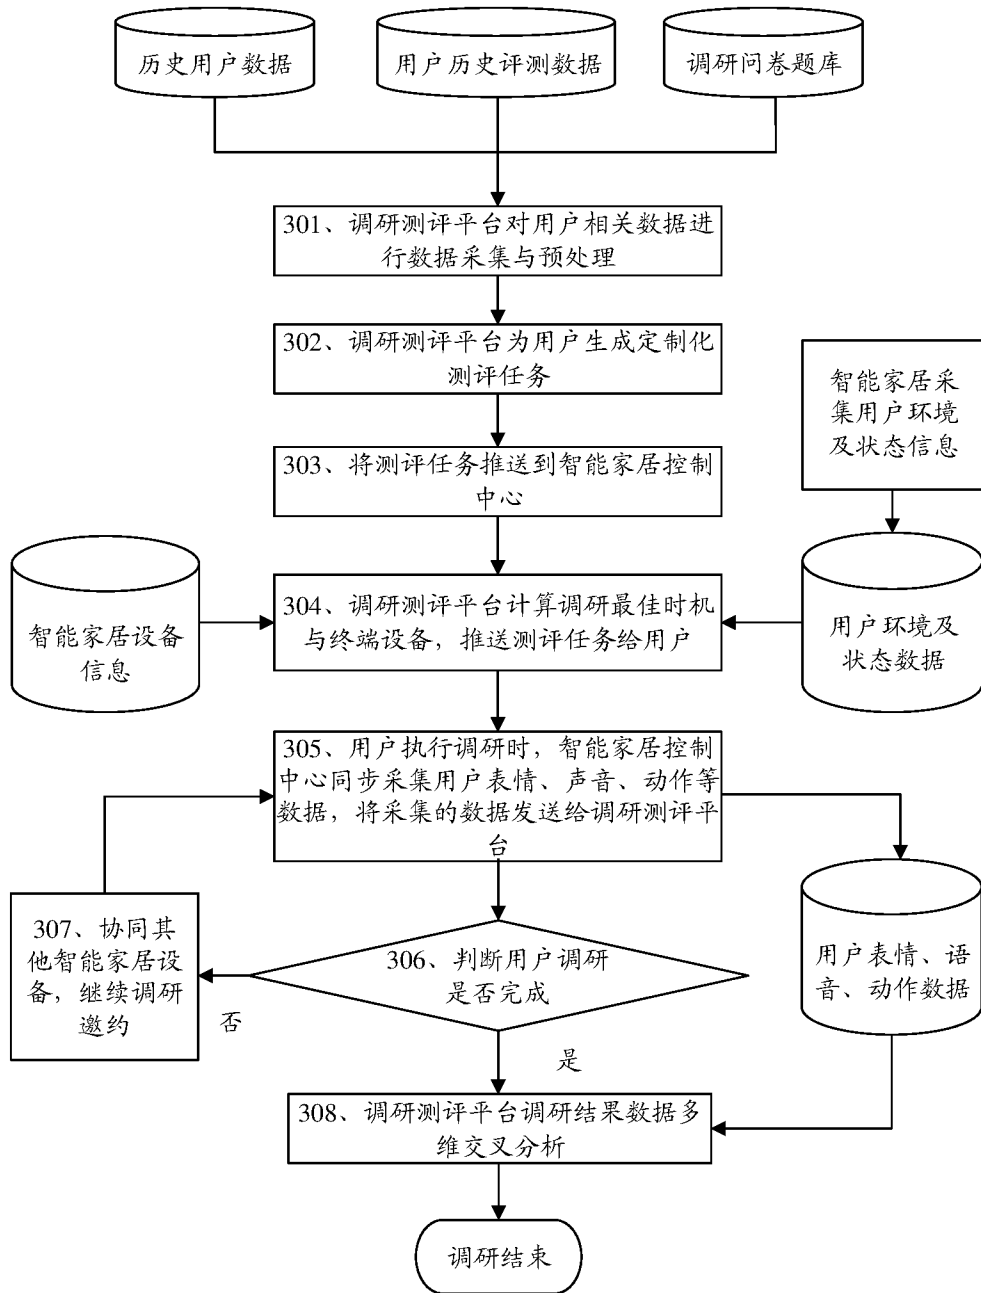 历史用户数据
用户历史评测数据
调研问卷题库
301、调研测评平台对用户相关数据进
行数据采集与预处理
302、调研测评平台为用户生成定制化
测评任务
智能家居采
集用户环境
及状态信息
303、将测评任务推送到智能家居控制
中心
智能家居设备
信息
304、调研测评平台计算调研最佳时机
与终端设备，推送测评任务给用户
用户环境及
状态数据
305、用户执行调研时，智能家居控制
中心同步采集用户表情、声音、动作等
数据，将采集的数据发送给调研测评平
台
307、协同其
他智能家居设
备，继续调研
邀约
306、判断用户调研
是否完成
用户表情、语
音、动作数据
否
是
308、调研测评平台调研结果数据多
维交叉分析
调研结束